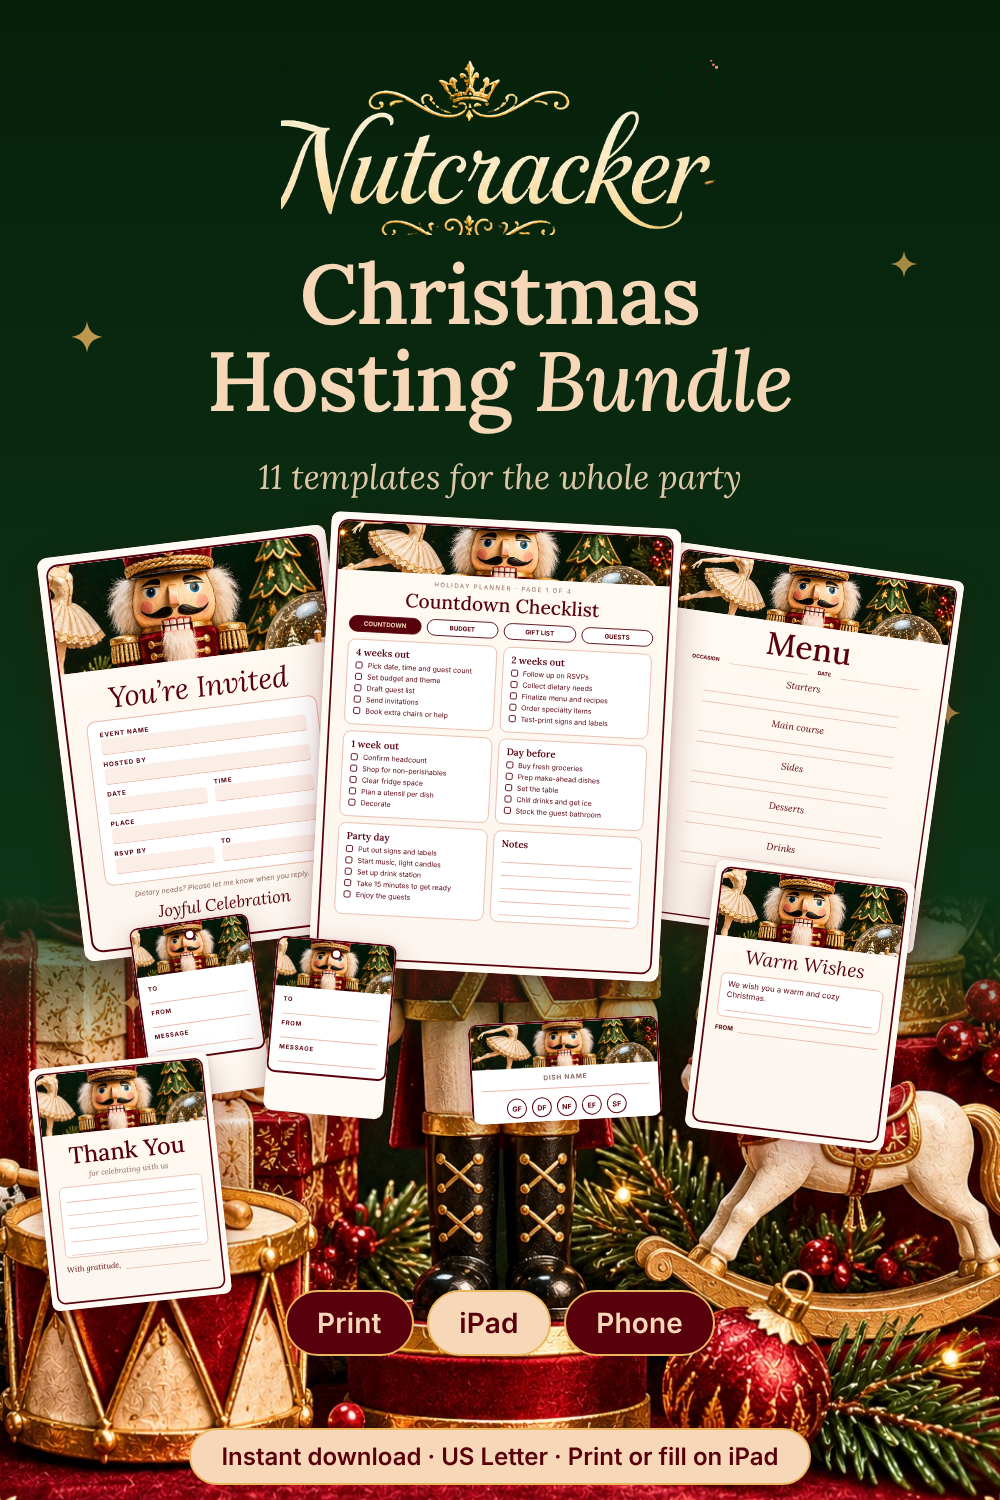 Nutcracker
Christmas
Hosting Bundle
11 templates for the whole party
You're Invited
EVENT NAME
HOSTED BY
DATE
TIME
PLACE
RSVP BY
TO
Dietary needs? Please let me know when you reply.
Joyful Celebration
HOLIDAY PLANNER · PAGE 1 OF 4
Countdown Checklist
COUNTDOWN
BUDGET
GIFT LIST
GUESTS
4 weeks out
Pick date, time and guest count
Set budget and theme
Draft guest list
Send invitations
Book extra chairs or help
2 weeks out
Follow up on RSVPs
Collect dietary needs
Finalize menu and recipes
Order specialty items
Test-print signs and labels
1 week out
Confirm headcount
Shop for non-perishables
Clear fridge space
Plan a utensil per dish
Decorate
Day before
Buy fresh groceries
Prep make-ahead dishes
Set the table
Chill drinks and get ice
Stock the guest bathroom
Party day
Put out signs and labels
Start music, light candles
Set up drink station
Take 15 minutes to get ready
Enjoy the guests
Notes
Menu
OCCASION
DATE
Starters
Main course
Sides
Desserts
Drinks
TO
FROM
MESSAGE
TO
FROM
MESSAGE
DISH NAME
GF DF NF EF SF
Warm Wishes
We wish you a warm and cozy
Christmas.
FROM
Thank You
for celebrating with us
With gratitude,
Print
iPad
Phone
Instant download · US Letter · Print or fill on iPad